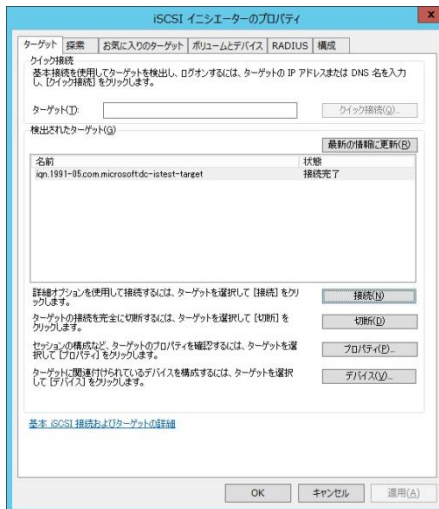 iSCSI イニシエーターのプロパティ
x
ターゲット 探索 お気に入りのターゲット ボリュームとデバイス RADIUS 構成
クイック接続
基本接続を使用してターゲットを検出し、ログオンするには、ターゲットの IP アドレスまたは DNS 名を入力
し、[クイック接続] をクリックします。
ターゲット(T):
クイック接続(Q)...
検出されたターゲット(G)
最新の情報に更新(R)
名前 状態
iqn.1991-05.com.microsoft:dc-istest-target 接続完了
詳細オプションを使用して接続するには、ターゲットを選択して [接続] をクリ
ックします。
接続(N)
ターゲットの接続を完全に切断するには、ターゲットを選択して [切断] を
クリックします。
切断(D)
セッションの構成など、ターゲットのプロパティを確認するには、ターゲットを選
択して [プロパティ] をクリックします。
プロパティ(P)...
ターゲットに関連付けられているデバイスを構成するには、ターゲットを選択
して [デバイス] をクリックします。
デバイス(V)...
基本 iSCSI 接続およびターゲットの詳細
OK キャンセル 適用(A)